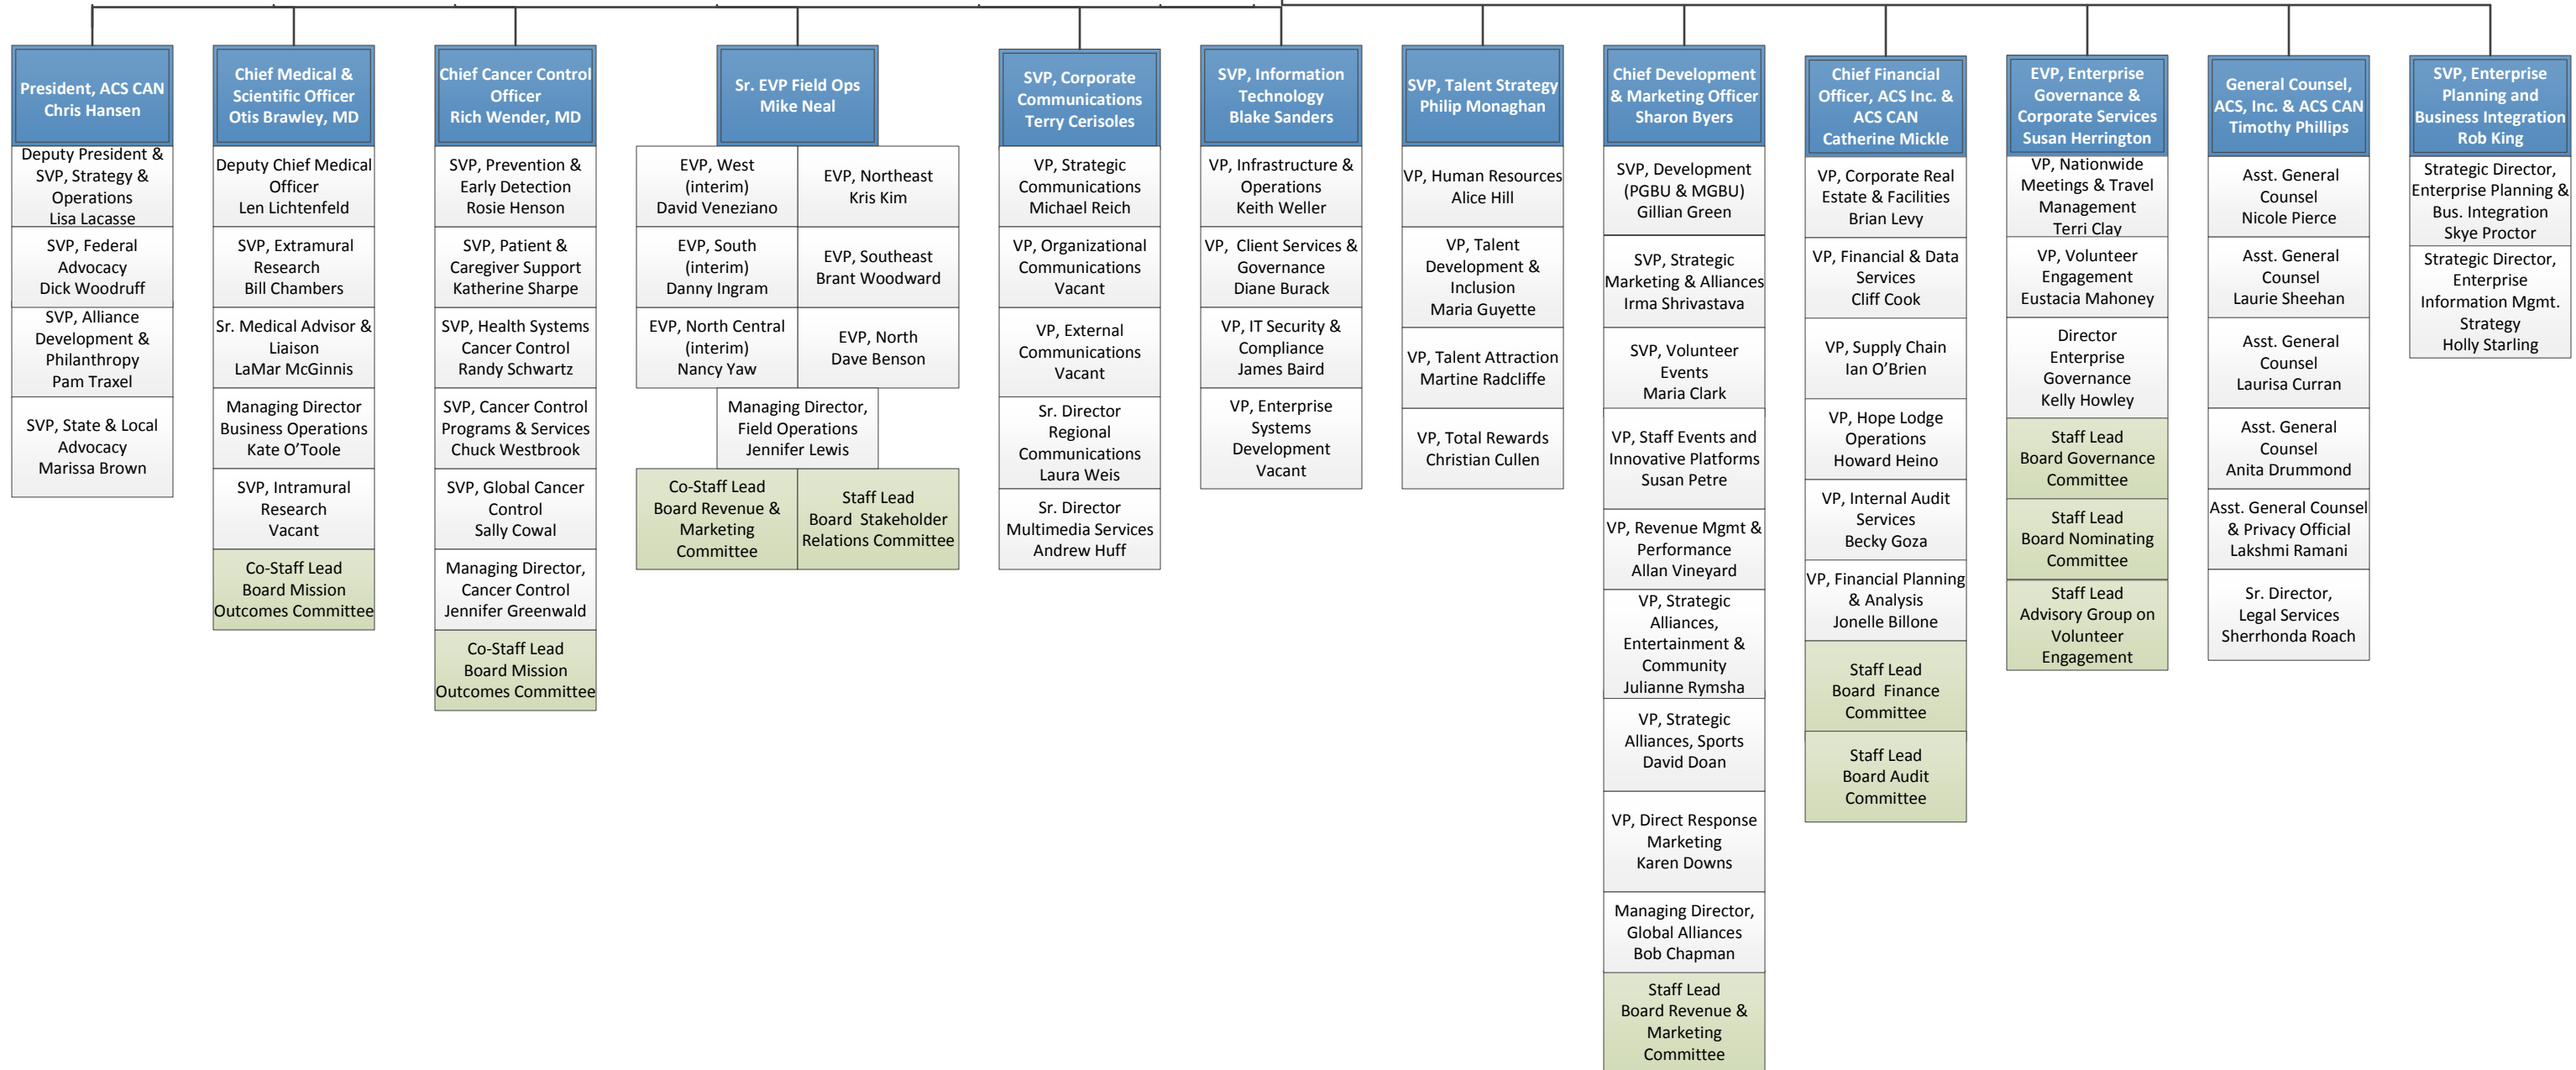 President, ACS CAN
Chris Hansen
Deputy President &
SVP, Strategy &
Operations
Lisa Lacasse
SVP, Federal
Advocacy
Dick Woodruff
SVP, Alliance
Development &
Philanthropy
Pam Traxel
SVP, State & Local
Advocacy
Marissa Brown
Chief Medical &
Scientific Officer
Otis Brawley, MD
Deputy Chief Medical
Officer
Len Lichtenfeld
SVP, Extramural
Research
Bill Chambers
Sr. Medical Advisor &
Liaison
LaMar McGinnis
Managing Director
Business Operations
Kate O’Toole
SVP, Intramural
Research
Vacant
Co-Staff Lead
Board Mission
Outcomes Committee
Chief Cancer Control
Officer
Rich Wender, MD
SVP, Prevention &
Early Detection
Rosie Henson
SVP, Patient &
Caregiver Support
Katherine Sharpe
SVP, Health Systems
Cancer Control
Randy Schwartz
SVP, Cancer Control
Programs & Services
Chuck Westbrook
SVP, Global Cancer
Control
Sally Cowal
Managing Director,
Cancer Control
Jennifer Greenwald
Co-Staff Lead
Board Mission
Outcomes Committee
Sr. EVP Field Ops
Mike Neal
EVP, West
(interim)
David Veneziano
EVP, Northeast
Kris Kim
EVP, South
(interim)
Danny Ingram
EVP, Southeast
Brant Woodward
EVP, North Central
(interim)
Nancy Yaw
EVP, North
Dave Benson
Managing Director,
Field Operations
Jennifer Lewis
Co-Staff Lead
Board Revenue &
Marketing
Committee
Staff Lead
Board Stakeholder
Relations Committee
SVP, Corporate
Communications
Terry Cerisoles
VP, Strategic
Communications
Michael Reich
VP, Organizational
Communications
Vacant
VP, External
Communications
Vacant
Sr. Director
Regional
Communications
Laura Weis
Sr. Director
Multimedia Services
Andrew Huff
SVP, Information
Technology
Blake Sanders
VP, Infrastructure &
Operations
Keith Weller
VP, Client Services &
Governance
Diane Burack
VP, IT Security &
Compliance
James Baird
VP, Enterprise
Systems
Development
Vacant
SVP, Talent Strategy
Philip Monaghan
VP, Human Resources
Alice Hill
VP, Talent
Development &
Inclusion
Maria Guyette
VP, Talent Attraction
Martine Radcliffe
VP, Total Rewards
Christian Cullen
Chief Development
& Marketing Officer
Sharon Byers
SVP, Development
(PGBU & MGBU)
Gillian Green
SVP, Strategic
Marketing & Alliances
Irma Shrivastava
SVP, Volunteer
Events
Maria Clark
VP, Staff Events and
Innovative Platforms
Susan Petre
VP, Revenue Mgmt &
Performance
Allan Vineyard
VP, Strategic
Alliances,
Entertainment &
Community
Julianne Rymsha
VP, Strategic
Alliances, Sports
David Doan
VP, Direct Response
Marketing
Karen Downs
Managing Director,
Global Alliances
Bob Chapman
Staff Lead
Board Revenue &
Marketing
Committee
Chief Financial
Officer, ACS Inc. &
ACS CAN
Catherine Mickle
VP, Corporate Real
Estate & Facilities
Brian Levy
VP, Financial & Data
Services
Cliff Cook
VP, Supply Chain
Ian O’Brien
VP, Hope Lodge
Operations
Howard Heino
VP, Internal Audit
Services
Becky Goza
VP, Financial Planning
& Analysis
Jonelle Billone
Staff Lead
Board Finance
Committee
Staff Lead
Board Audit
Committee
EVP, Enterprise
Governance &
Corporate Services
Susan Herrington
VP, Nationwide
Meetings & Travel
Management
Terri Clay
VP, Volunteer
Engagement
Eustacia Mahoney
Director
Enterprise
Governance
Kelly Howley
Staff Lead
Board Governance
Committee
Staff Lead
Board Nominating
Committee
Staff Lead
Advisory Group on
Volunteer
Engagement
General Counsel,
ACS, Inc. & ACS CAN
Timothy Phillips
Asst. General
Counsel
Nicole Pierce
Asst. General
Counsel
Laurie Sheehan
Asst. General
Counsel
Laurisa Curran
Asst. General
Counsel
Anita Drummond
Asst. General Counsel
& Privacy Official
Lakshmi Ramani
Sr. Director,
Legal Services
Sherrhonda Roach
SVP, Enterprise
Planning and
Business Integration
Rob King
Strategic Director,
Enterprise Planning &
Bus. Integration
Skye Proctor
Strategic Director,
Enterprise
Information Mgmt.
Strategy
Holly Starling